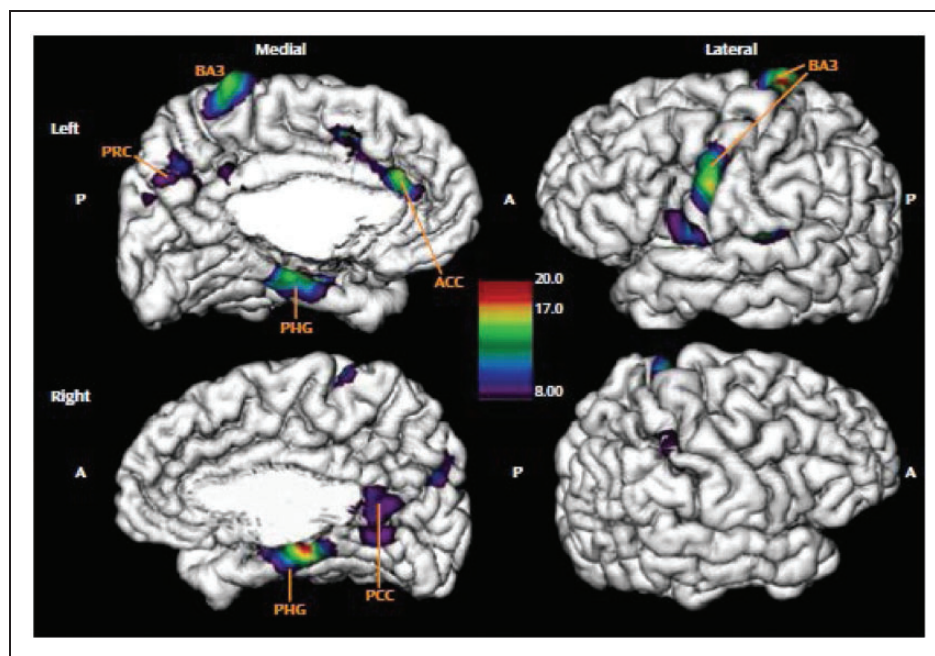 Medial
Lateral
BA3
BA3
Left
PRC
P
A
P
ACC
PHG
20.0
17.0
8.00
Right
A
P
A
PCC
PHG